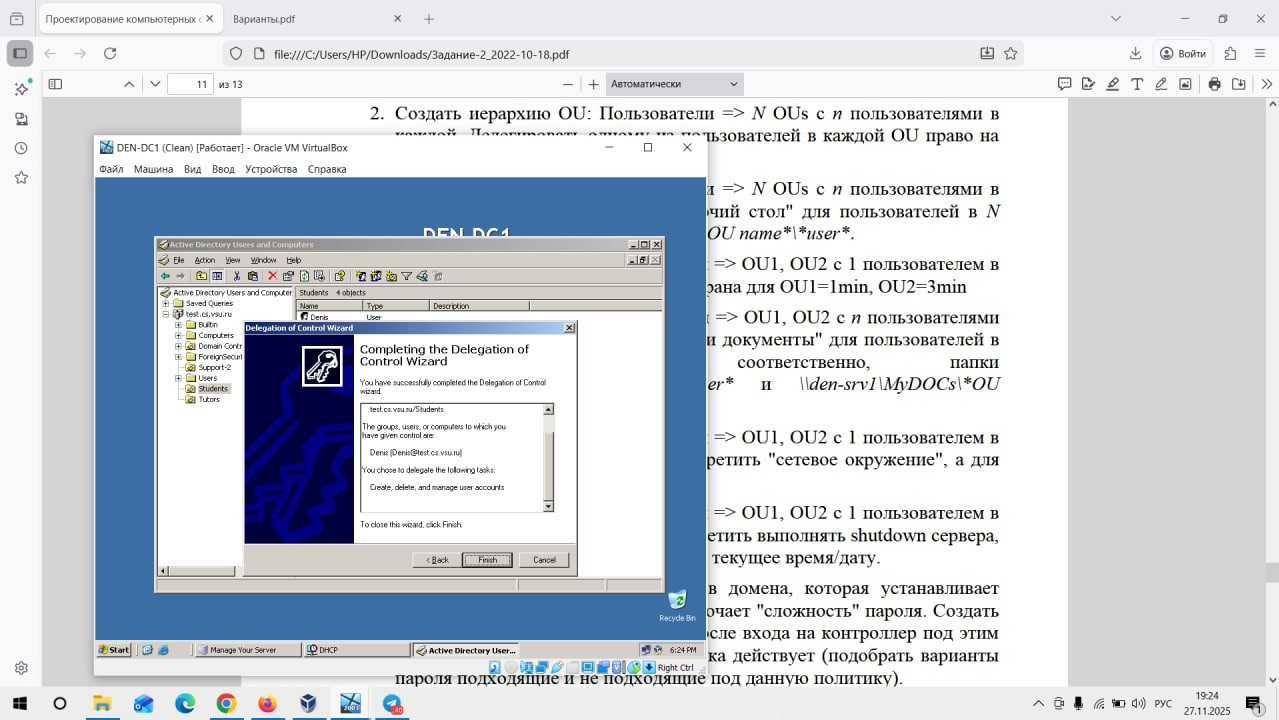 Проектирование компьютерных с
Варианты.pdf
file:///C:/Users/HP/Downloads/Задание-2_2022-10-18.pdf
Войти
11 из 13
Автоматически
2. Создать иерархию OU: Пользователи => N OUs с n пользователями в
каждой. Делегировать одному из пользователей в каждой OU право на
и => N OUs с n пользователями в
очий стол" для пользователей в N
OU name*\*user*.
=> OU1, OU2 с 1 пользователем в
рана для OU1=1min, OU2=3min
=> OU1, OU2 с n пользователями
и документы" для пользователей в
соответственно, папки
er* и \\den-srv1\MyDOCs\*OU
=> OU1, OU2 с 1 пользователем в
ретить "сетевое окружение", а для
=> OU1, OU2 с 1 пользователем в
етить выполнять shutdown сервера,
текущее время/дату.
в домена, которая устанавливает
очает "сложность" пароля. Создать
осле входа на контроллер под этим
ка действует (подобрать варианты
пароля подходящие и не подходящие под данную политику).
DEN-DC1 (Clean) [Работает] - Oracle VM VirtualBox
Файл Машина Вид Ввод Устройства Справка
DEN-DC1
Active Directory Users and Computers
File Action View Window Help
Active Directory Users and Computer
Saved Queries
test.cs.vsu.ru
Builtin
Computers
Domain Contr
ForeignSecuri
Support-2
Users
Students
Tutors
Students 4 objects
Name Type Description
Denis User
Delegation of Control Wizard
Completing the Delegation of
Control Wizard
You have successfully completed the Delegation of Control
wizard.
test.cs.vsu.ru/Students
The groups, users, or computers to which you
have given control are:
Denis (Denis@test.cs.vsu.ru)
You chose to delegate the following tasks:
Create, delete, and manage user accounts
To close this wizard, click Finish.
< Back Finish Cancel
Recycle Bin
Start Manage Your Server DHCP Active Directory User... 6:24 PM
Right Ctrl
РУС
19:24
27.11.2025